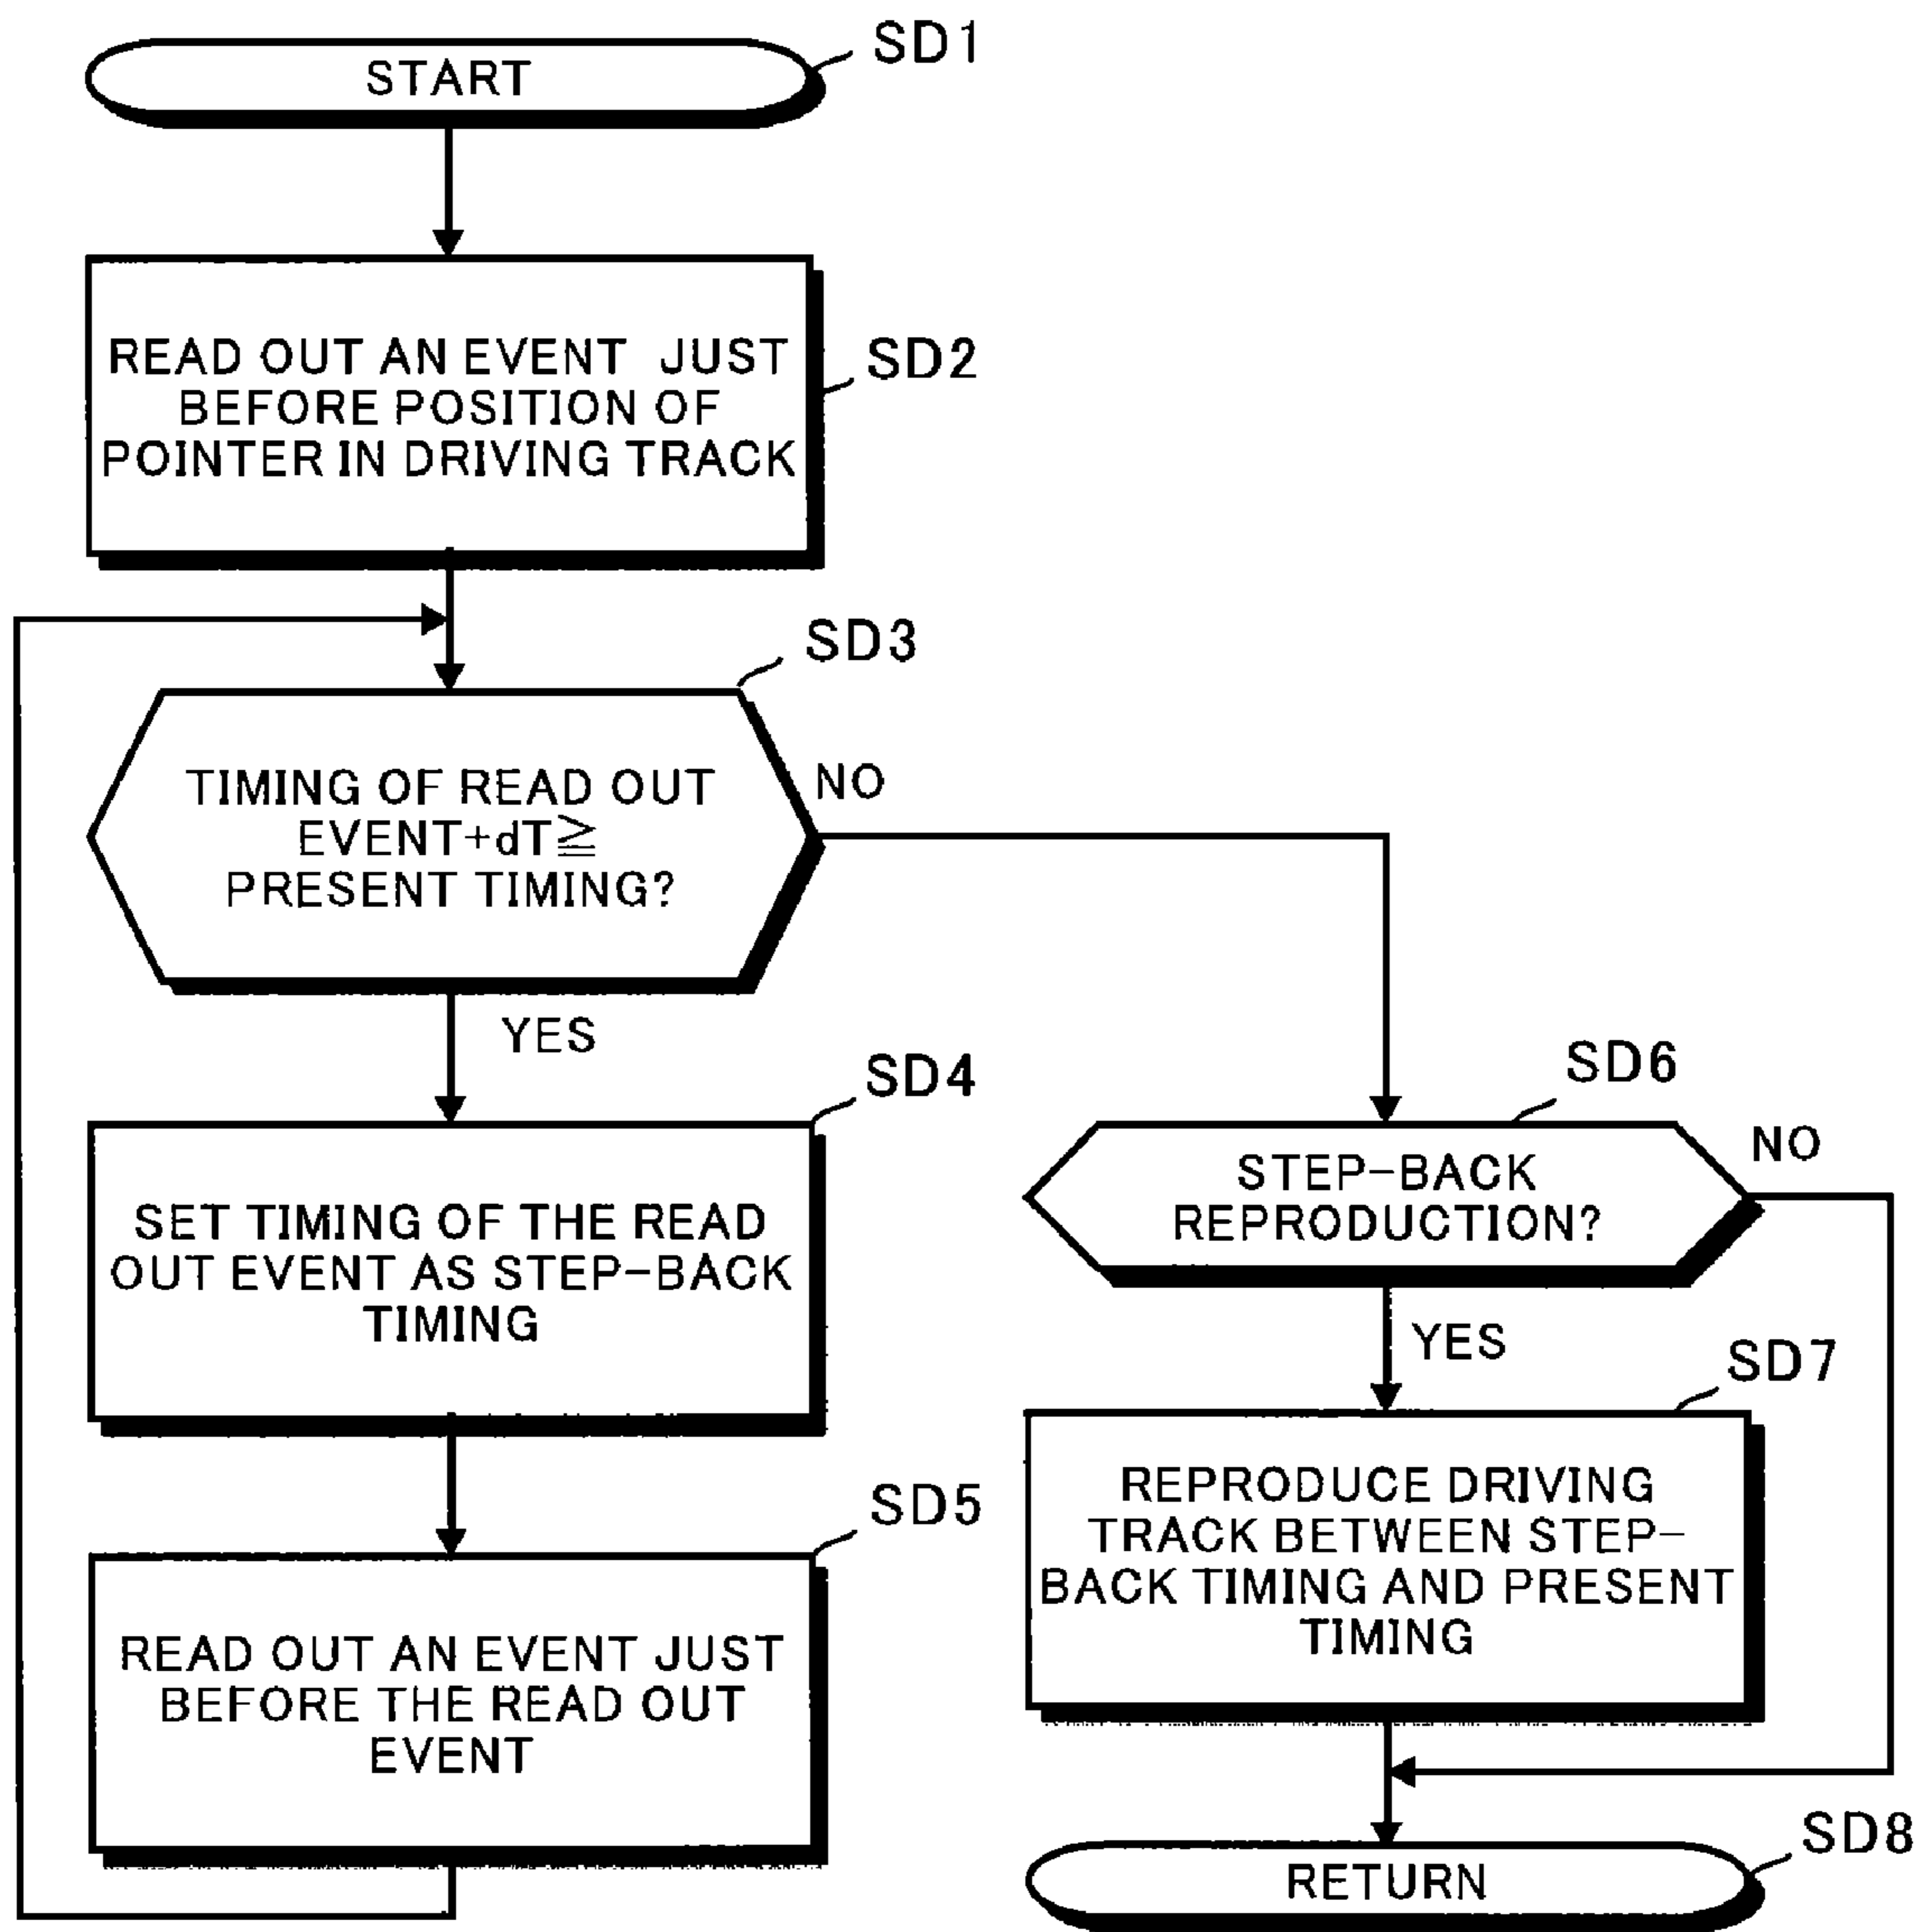 START
SD1
READ OUT AN EVENT JUST
BEFORE POSITION OF
POINTER IN DRIVING TRACK
SD2
TIMING OF READ OUT
EVENT+dT≧
PRESENT TIMING?
SD3
NO
YES
SET TIMING OF THE READ
OUT EVENT AS STEP-BACK
TIMING
SD4
READ OUT AN EVENT JUST
BEFORE THE READ OUT
EVENT
SD5
STEP-BACK
REPRODUCTION?
SD6
NO
YES
REPRODUCE DRIVING
TRACK BETWEEN STEP-
BACK TIMING AND PRESENT
TIMING
SD7
RETURN
SD8